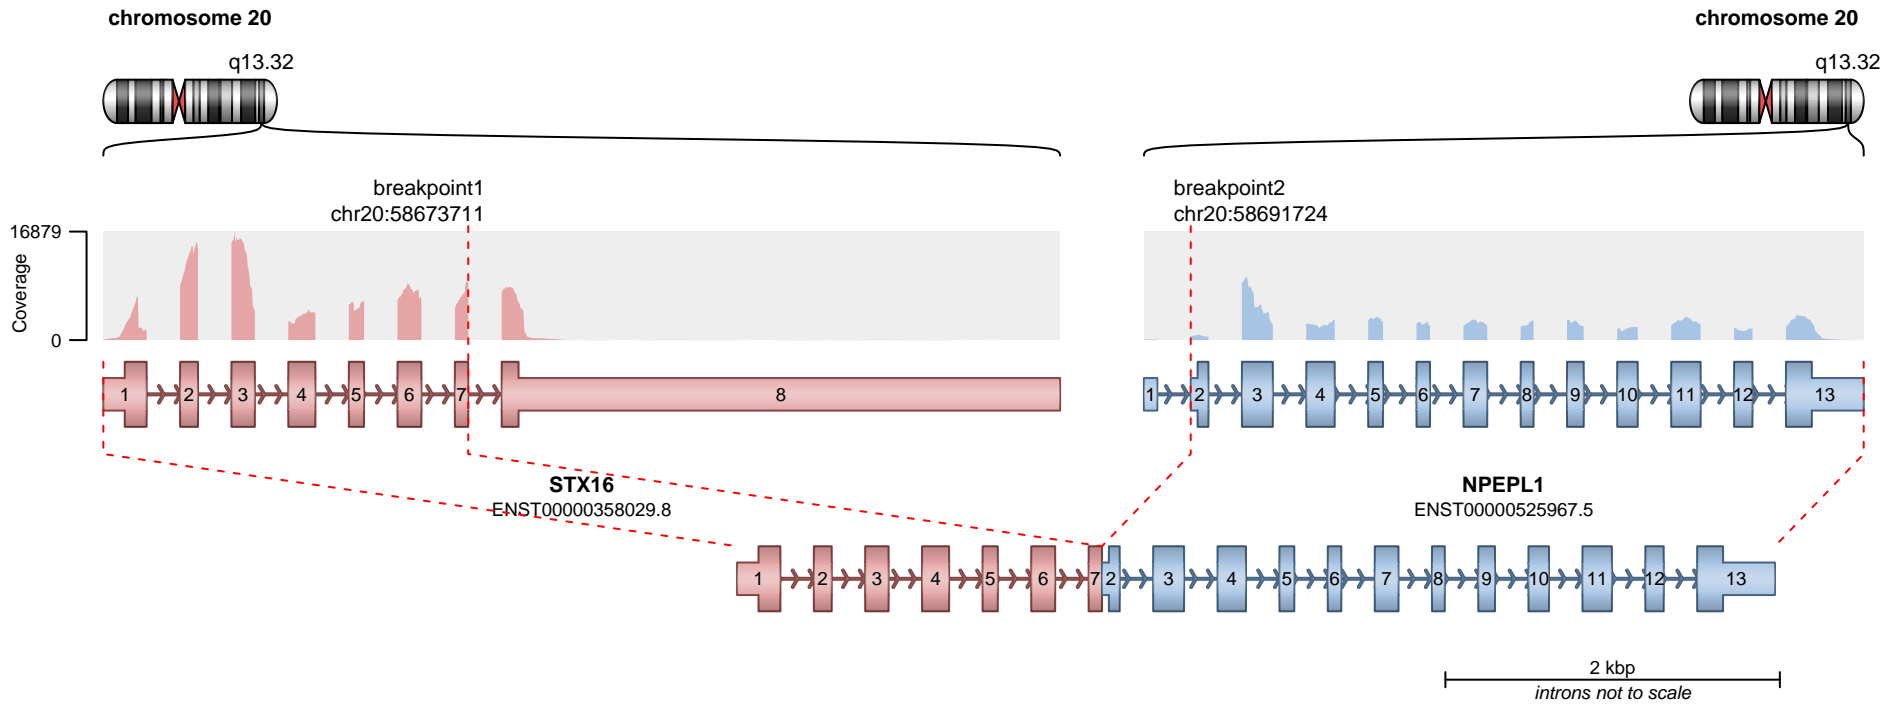 chromosome 20
chromosome 20
q13.32
q13.32
breakpoint1
chr20:58673711
breakpoint2
chr20:58691724
16879
Coverage
0
1 2 3 4 5 6 7 8
1 2 3 4 5 6 7 8 9 10 11 12 13
STX16
ENST00000358029.8
NPEPL1
ENST00000525967.5
1 2 3 4 5 6 7 2 3 4 5 6 7 8 9 10 11 12 13
2 kbp
introns not to scale